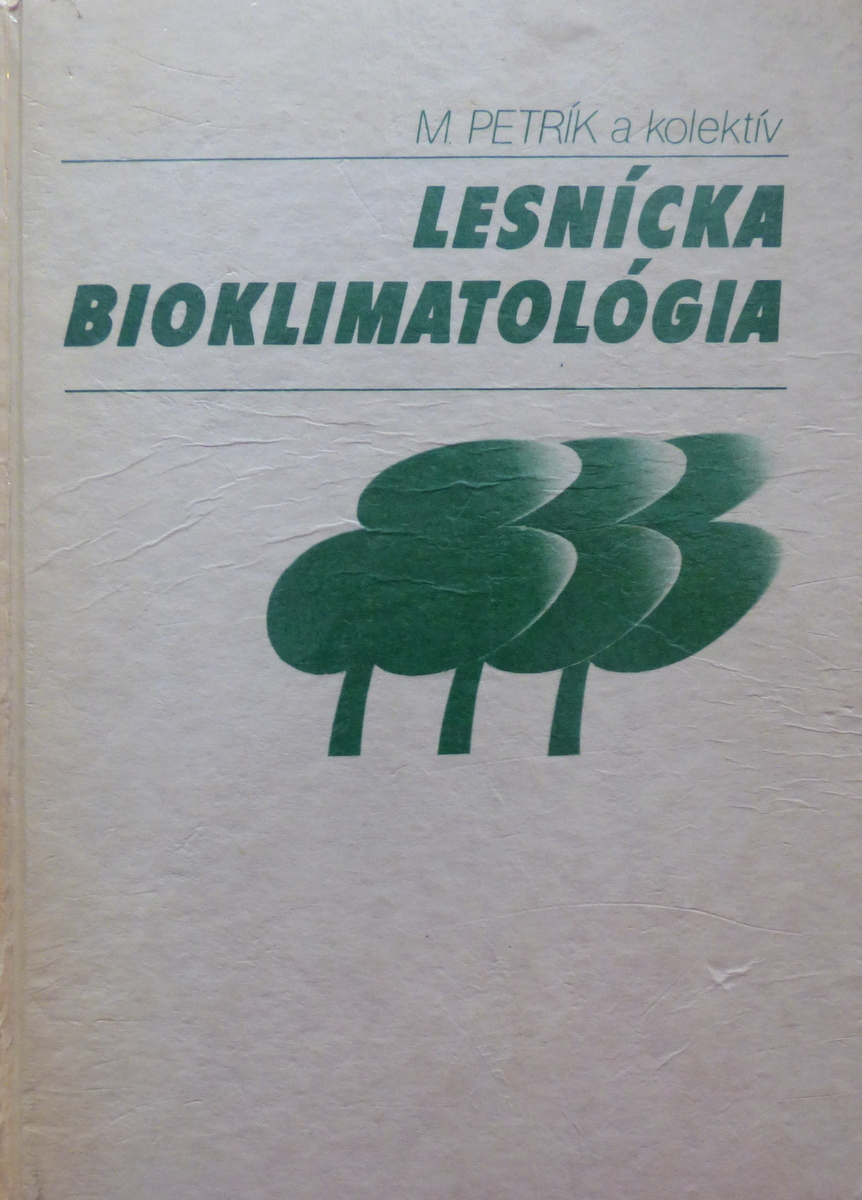 M. PETRÍK a kolektív
LESNÍCKA
BIOKLIMATOLÓGIA